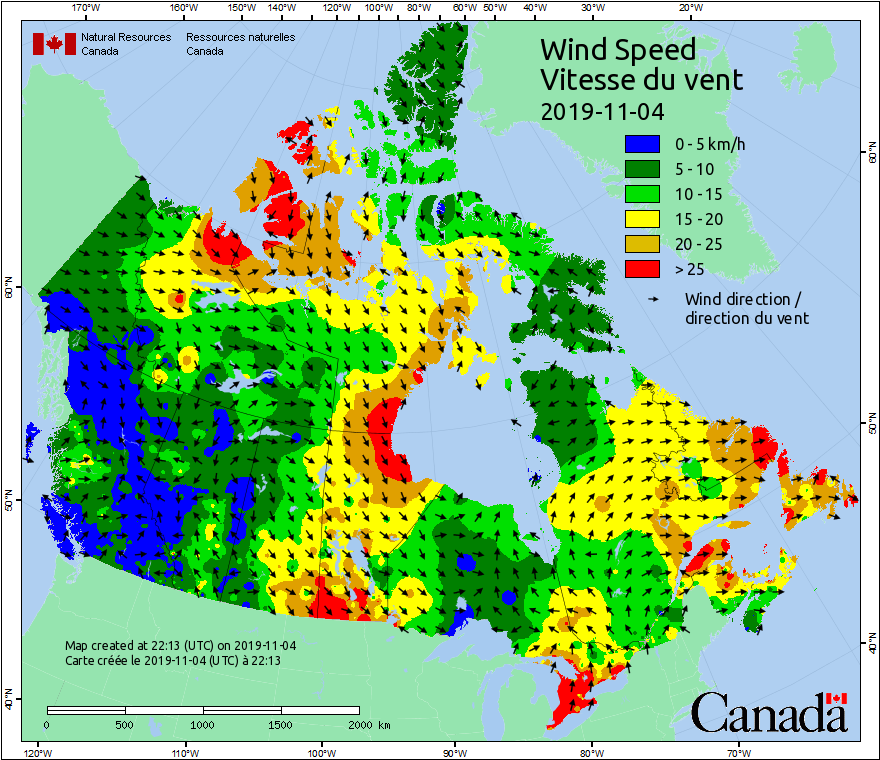 170°W 160°W 150°W 140°W 130°W 120°W 110°W 100°W 90°W 80°W 70°W 60°W 50°W 40°W 30°W 20°W
Natural Resources Canada
Ressources naturelles Canada
Wind Speed
Vitesse du vent
2019-11-04
0 - 5 km/h
5 - 10
10 - 15
15 - 20
20 - 25
> 25
Wind direction /
direction du vent
60°N
50°N
40°N
60°N
50°N
40°N
Map created at 22:13 (UTC) on 2019-11-04
Carte créée le 2019-11-04 (UTC) à 22:13
0 500 1000 1500 2000 km
Canada
120°W 110°W 100°W 90°W 80°W 70°W